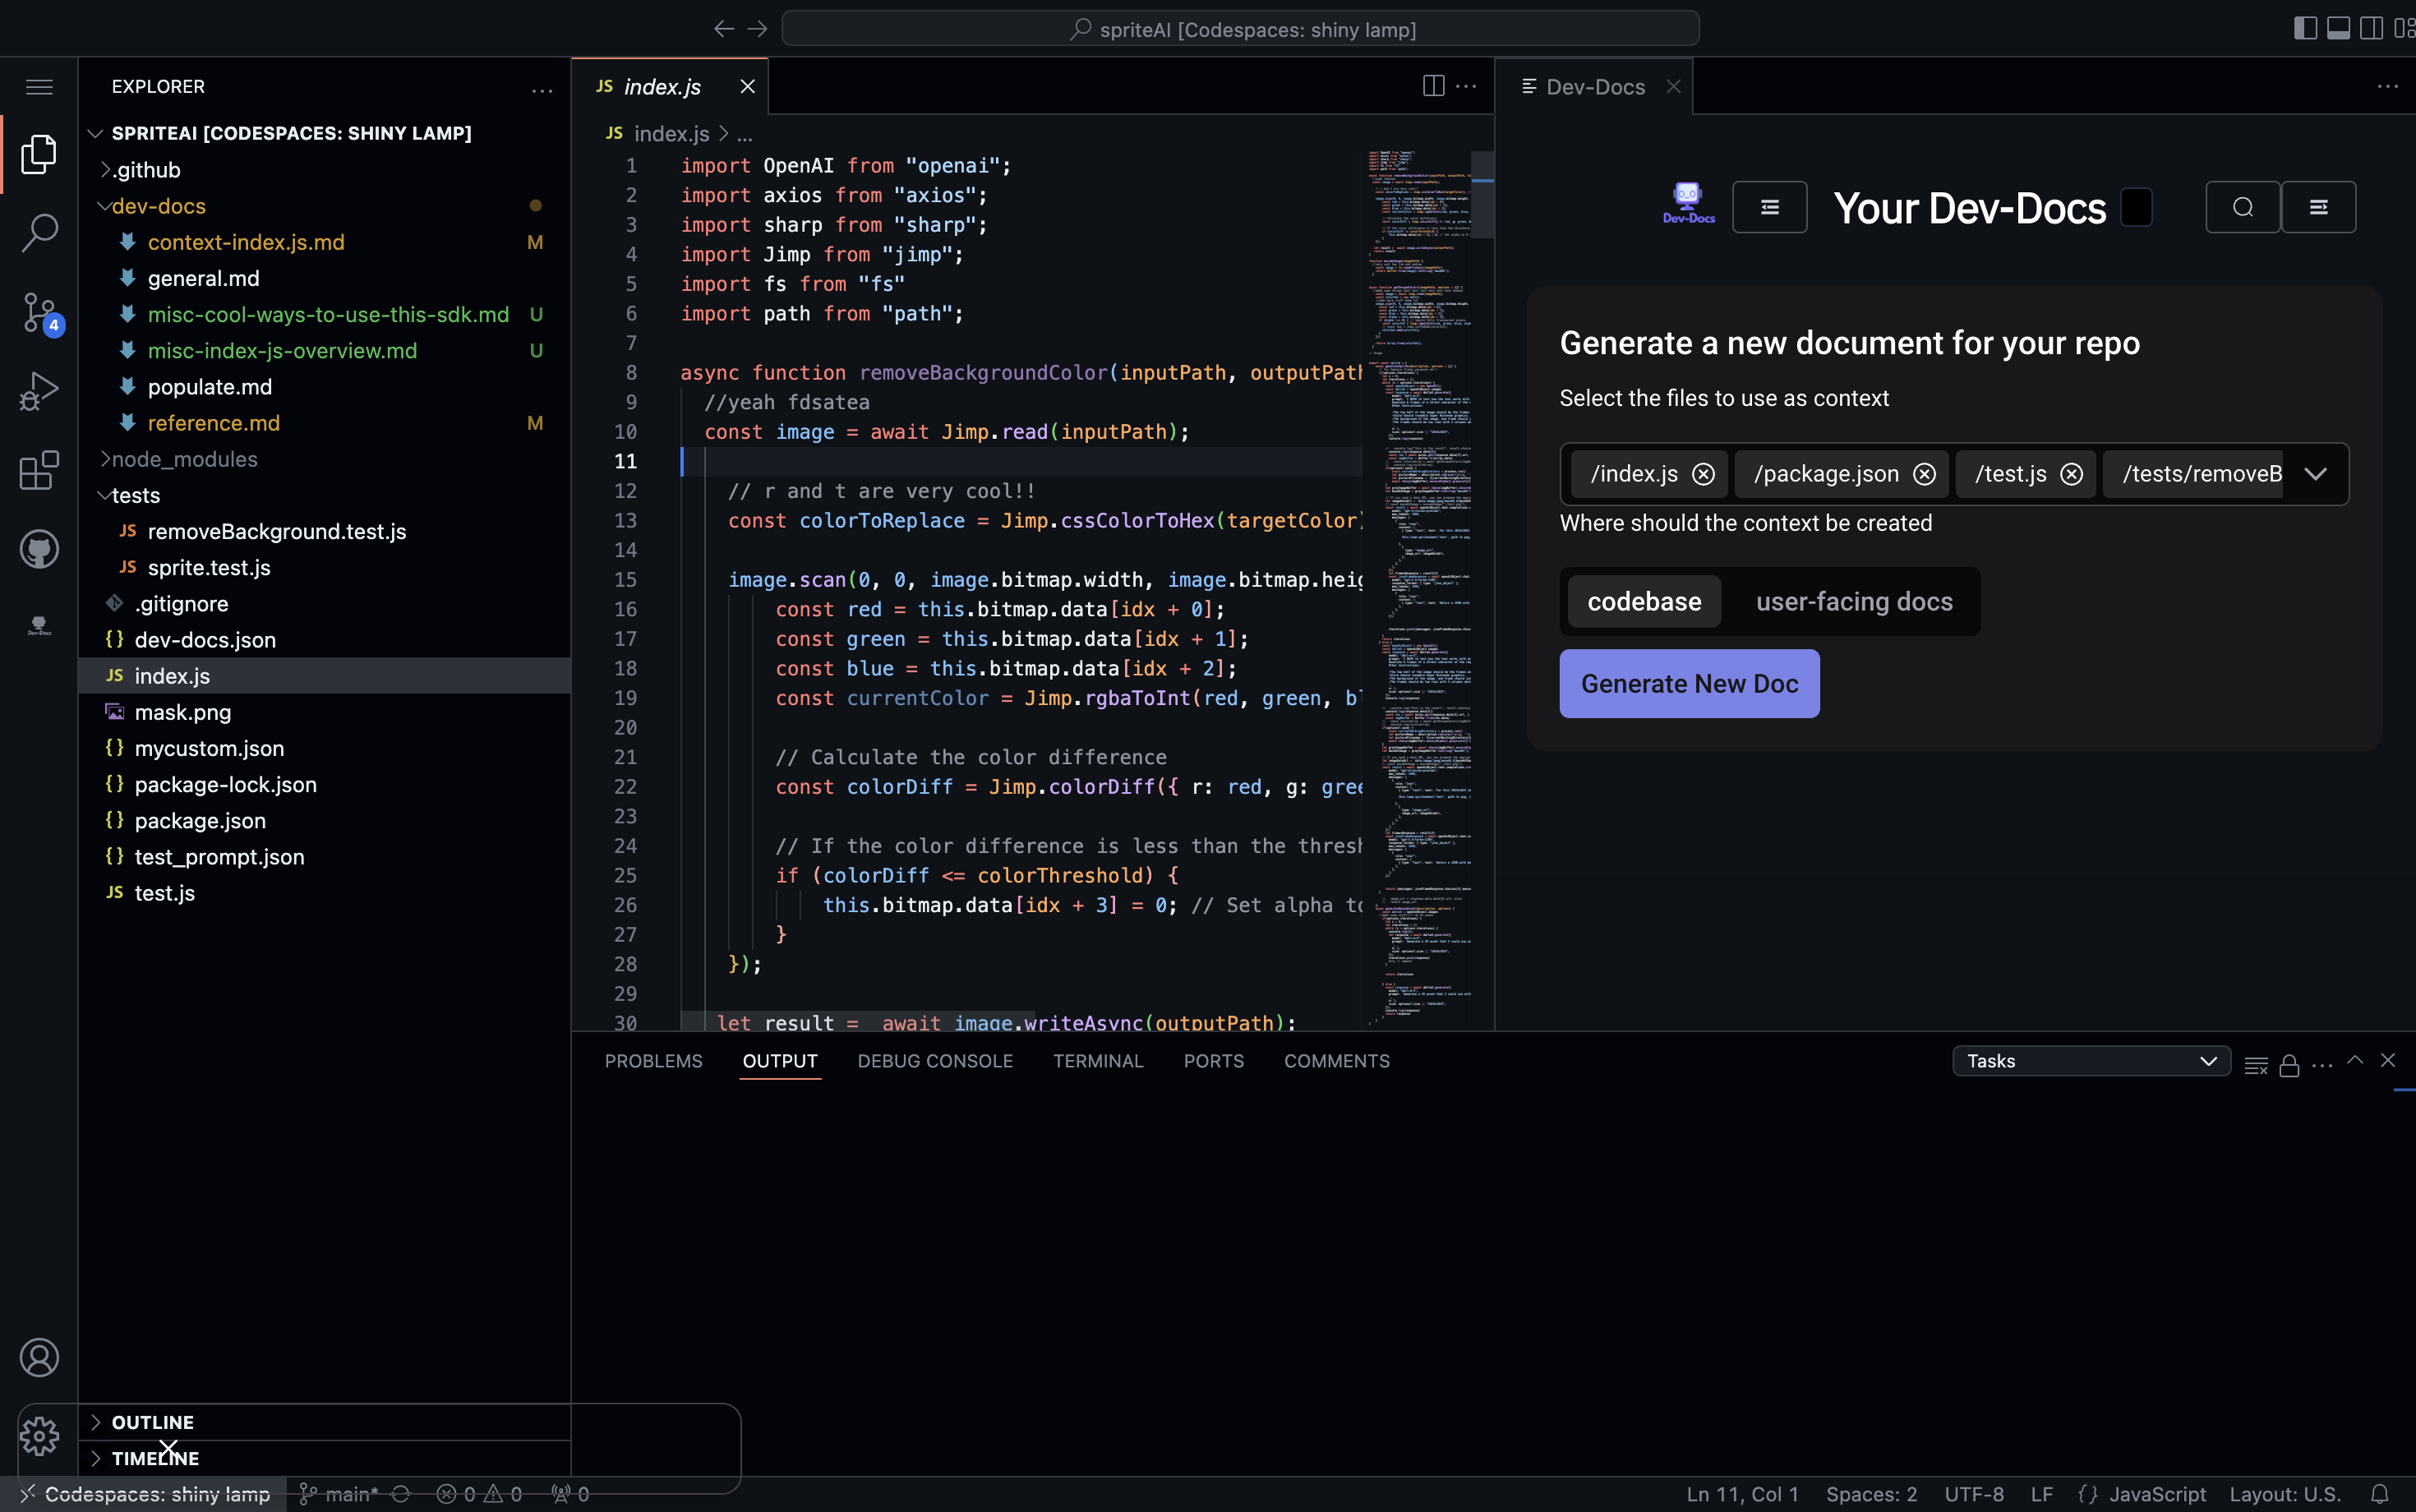 spriteAI [Codespaces: shiny lamp]
EXPLORER
SPRITEAI [CODESPACES: SHINY LAMP]
.github
dev-docs
context-index.js.md M
general.md
misc-cool-ways-to-use-this-sdk.md U
misc-index-js-overview.md U
populate.md
reference.md M
node_modules
tests
JS removeBackground.test.js
JS sprite.test.js
.gitignore
{} dev-docs.json
JS index.js
mask.png
{} mycustom.json
{} package-lock.json
{} package.json
{} test_prompt.json
JS test.js
OUTLINE
TIMELINE
4
Dev-Docs
JS index.js
JS index.js > ...
1 import OpenAI from "openai";
2 import axios from "axios";
3 import sharp from "sharp";
4 import Jimp from "jimp";
5 import fs from "fs"
6 import path from "path";
7
8 async function removeBackgroundColor(inputPath, outputPath
9 //yeah fdsatea
10 const image = await Jimp.read(inputPath);
11
12 // r and t are very cool!!
13 const colorToReplace = Jimp.cssColorToHex(targetColor)
14
15 image.scan(0, 0, image.bitmap.width, image.bitmap.heig
16 const red = this.bitmap.data[idx + 0];
17 const green = this.bitmap.data[idx + 1];
18 const blue = this.bitmap.data[idx + 2];
19 const currentColor = Jimp.rgbaToInt(red, green, bl
20
21 // Calculate the color difference
22 const colorDiff = Jimp.colorDiff({ r: red, g: gree
23
24 // If the color difference is less than the thresh
25 if (colorDiff <= colorThreshold) {
26 this.bitmap.data[idx + 3] = 0; // Set alpha to
27 }
28 });
29
30 let result = await image.writeAsync(outputPath);
Dev-Docs
Dev-Docs
Your Dev-Docs
Generate a new document for your repo
Select the files to use as context
/index.js /package.json /test.js /tests/removeB
Where should the context be created
codebase user-facing docs
Generate New Doc
PROBLEMS OUTPUT DEBUG CONSOLE TERMINAL PORTS COMMENTS
Tasks
Codespaces: shiny lamp main* 0 0 0
Ln 11, Col 1 Spaces: 2 UTF-8 LF {} JavaScript Layout: U.S.